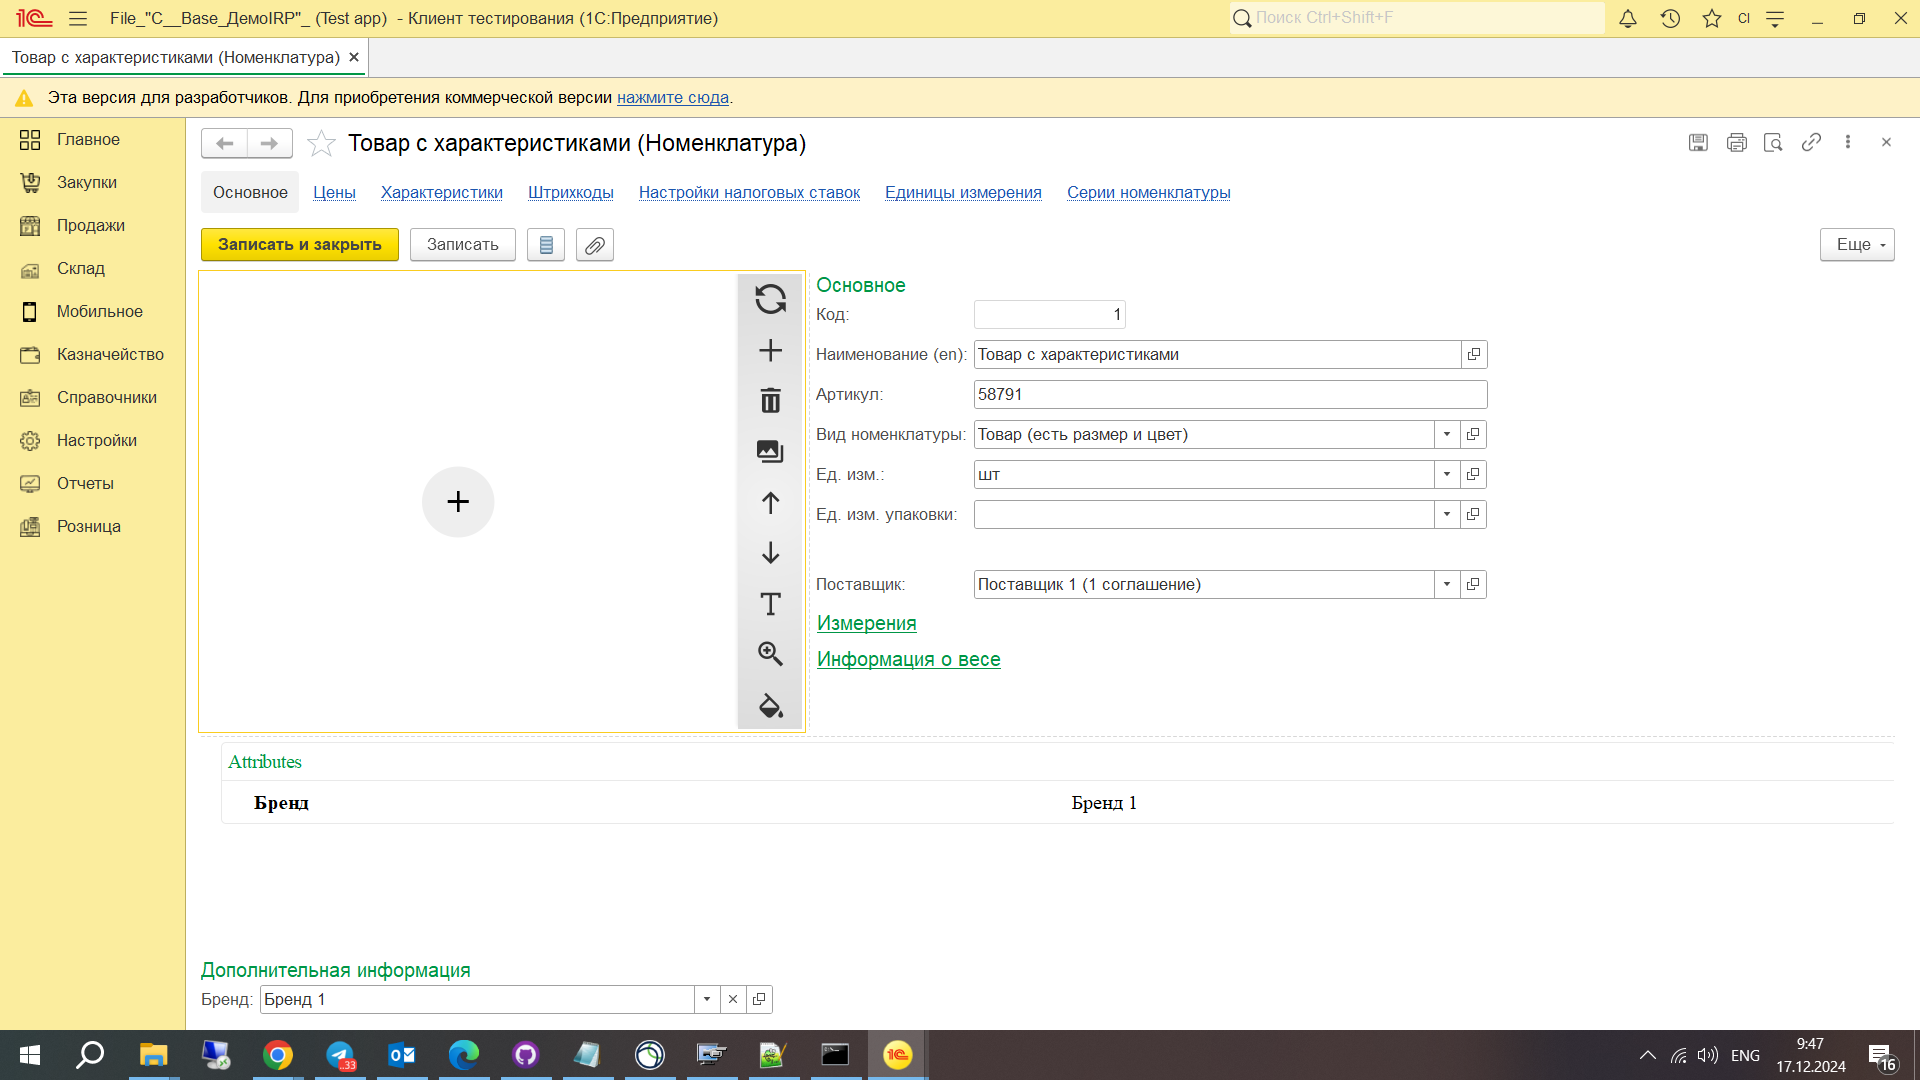 File_"C__Base_ДемоIRP"_ (Test app) - Клиент тестирования (1С:Предприятие)
Поиск Ctrl+Shift+F
CI
Товар с характеристиками (Номенклатура)
Эта версия для разработчиков. Для приобретения коммерческой версии нажмите сюда.
Главное
Закупки
Продажи
Склад
Мобильное
Казначейство
Справочники
Настройки
Отчеты
Розница
Товар с характеристиками (Номенклатура)
Основное Цены Характеристики Штрихкоды Настройки налоговых ставок Единицы измерения Серии номенклатуры
Записать и закрыть Записать Еще
Основное
Код: 1
Наименование (en): Товар с характеристиками
Артикул: 58791
Вид номенклатуры: Товар (есть размер и цвет)
Ед. изм.: шт
Ед. изм. упаковки:
Поставщик: Поставщик 1 (1 соглашение)
Измерения
Информация о весе
Attributes
Бренд Бренд 1
Дополнительная информация
Бренд: Бренд 1
..33
ENG
9:47
17.12.2024
16